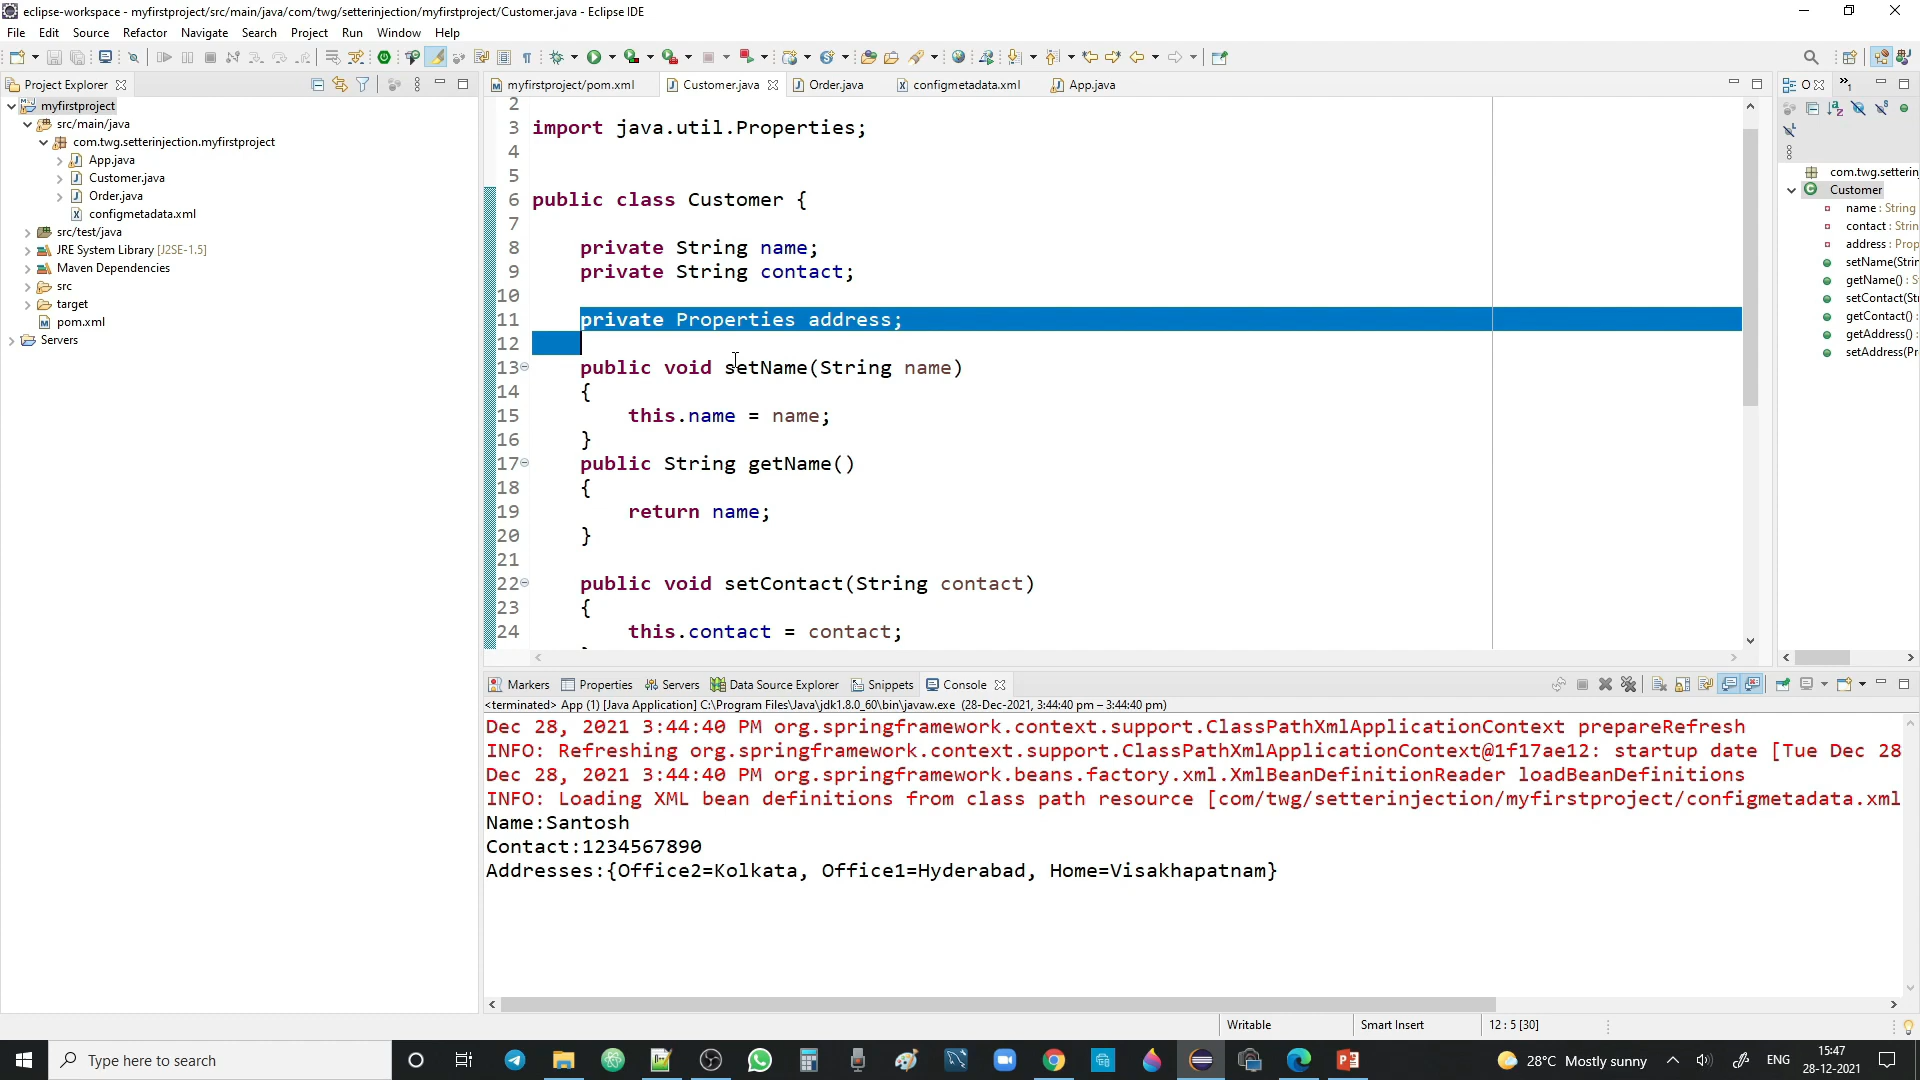 eclipse-workspace - myfirstproject/src/main/java/com/twg/setterinjection/myfirstproject/Customer.java - Eclipse IDE
File Edit Source Refactor Navigate Search Project Run Window Help
Project Explorer
myfirstproject
src/main/java
com.twg.setterinjection.myfirstproject
App.java
Customer.java
Order.java
configmetadata.xml
src/test/java
JRE System Library [J2SE-1.5]
Maven Dependencies
src
target
pom.xml
Servers
myfirstproject/pom.xml Customer.java Order.java configmetadata.xml App.java
2
3 import java.util.Properties;
4
5
6 public class Customer {
7
8 private String name;
9 private String contact;
10
11 private Properties address;
12
13 public void setName(String name)
14 {
15 this.name = name;
16 }
17 public String getName()
18 {
19 return name;
20 }
21
22 public void setContact(String contact)
23 {
24 this.contact = contact;
com.twg.setterin
Customer
name : String
contact : Strin
address : Prop
setName(Strin
getName() : S
setContact(St
getContact() :
getAddress() :
setAddress(Pr
Markers Properties Servers Data Source Explorer Snippets Console
<terminated> App (1) [Java Application] C:\Program Files\Java\jdk1.8.0_60\bin\javaw.exe (28-Dec-2021, 3:44:40 pm – 3:44:40 pm)
Dec 28, 2021 3:44:40 PM org.springframework.context.support.ClassPathXmlApplicationContext prepareRefresh
INFO: Refreshing org.springframework.context.support.ClassPathXmlApplicationContext@1f17ae12: startup date [Tue Dec 28
Dec 28, 2021 3:44:40 PM org.springframework.beans.factory.xml.XmlBeanDefinitionReader loadBeanDefinitions
INFO: Loading XML bean definitions from class path resource [com/twg/setterinjection/myfirstproject/configmetadata.xml
Name:Santosh
Contact:1234567890
Addresses:{Office2=Kolkata, Office1=Hyderabad, Home=Visakhapatnam}
Writable Smart Insert 12 : 5 [30]
Type here to search
28°C Mostly sunny ENG 15:47
28-12-2021